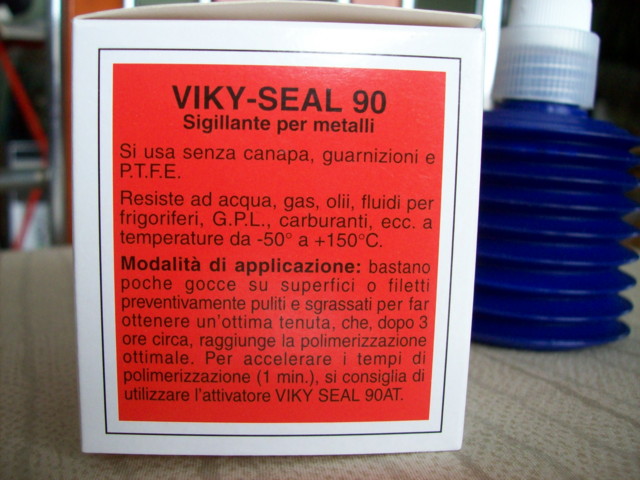 VIKY-SEAL 90
Sigillante per metalli
Si usa senza canapa, guarnizioni e
P.T.F.E.
Resiste ad acqua, gas, olii, fluidi per
frigoriferi, G.P.L., carburanti, ecc. a
temperature da -50° a +150°C.
Modalità di applicazione: bastano
poche gocce su superfici o filetti
preventivamente puliti e sgrassati per far
ottenere un'ottima tenuta, che, dopo 3
ore circa, raggiunge la polimerizzazione
ottimale. Per accelerare i tempi di
polimerizzazione (1 min.), si consiglia di
utilizzare l'attivatore VIKY SEAL 90AT.